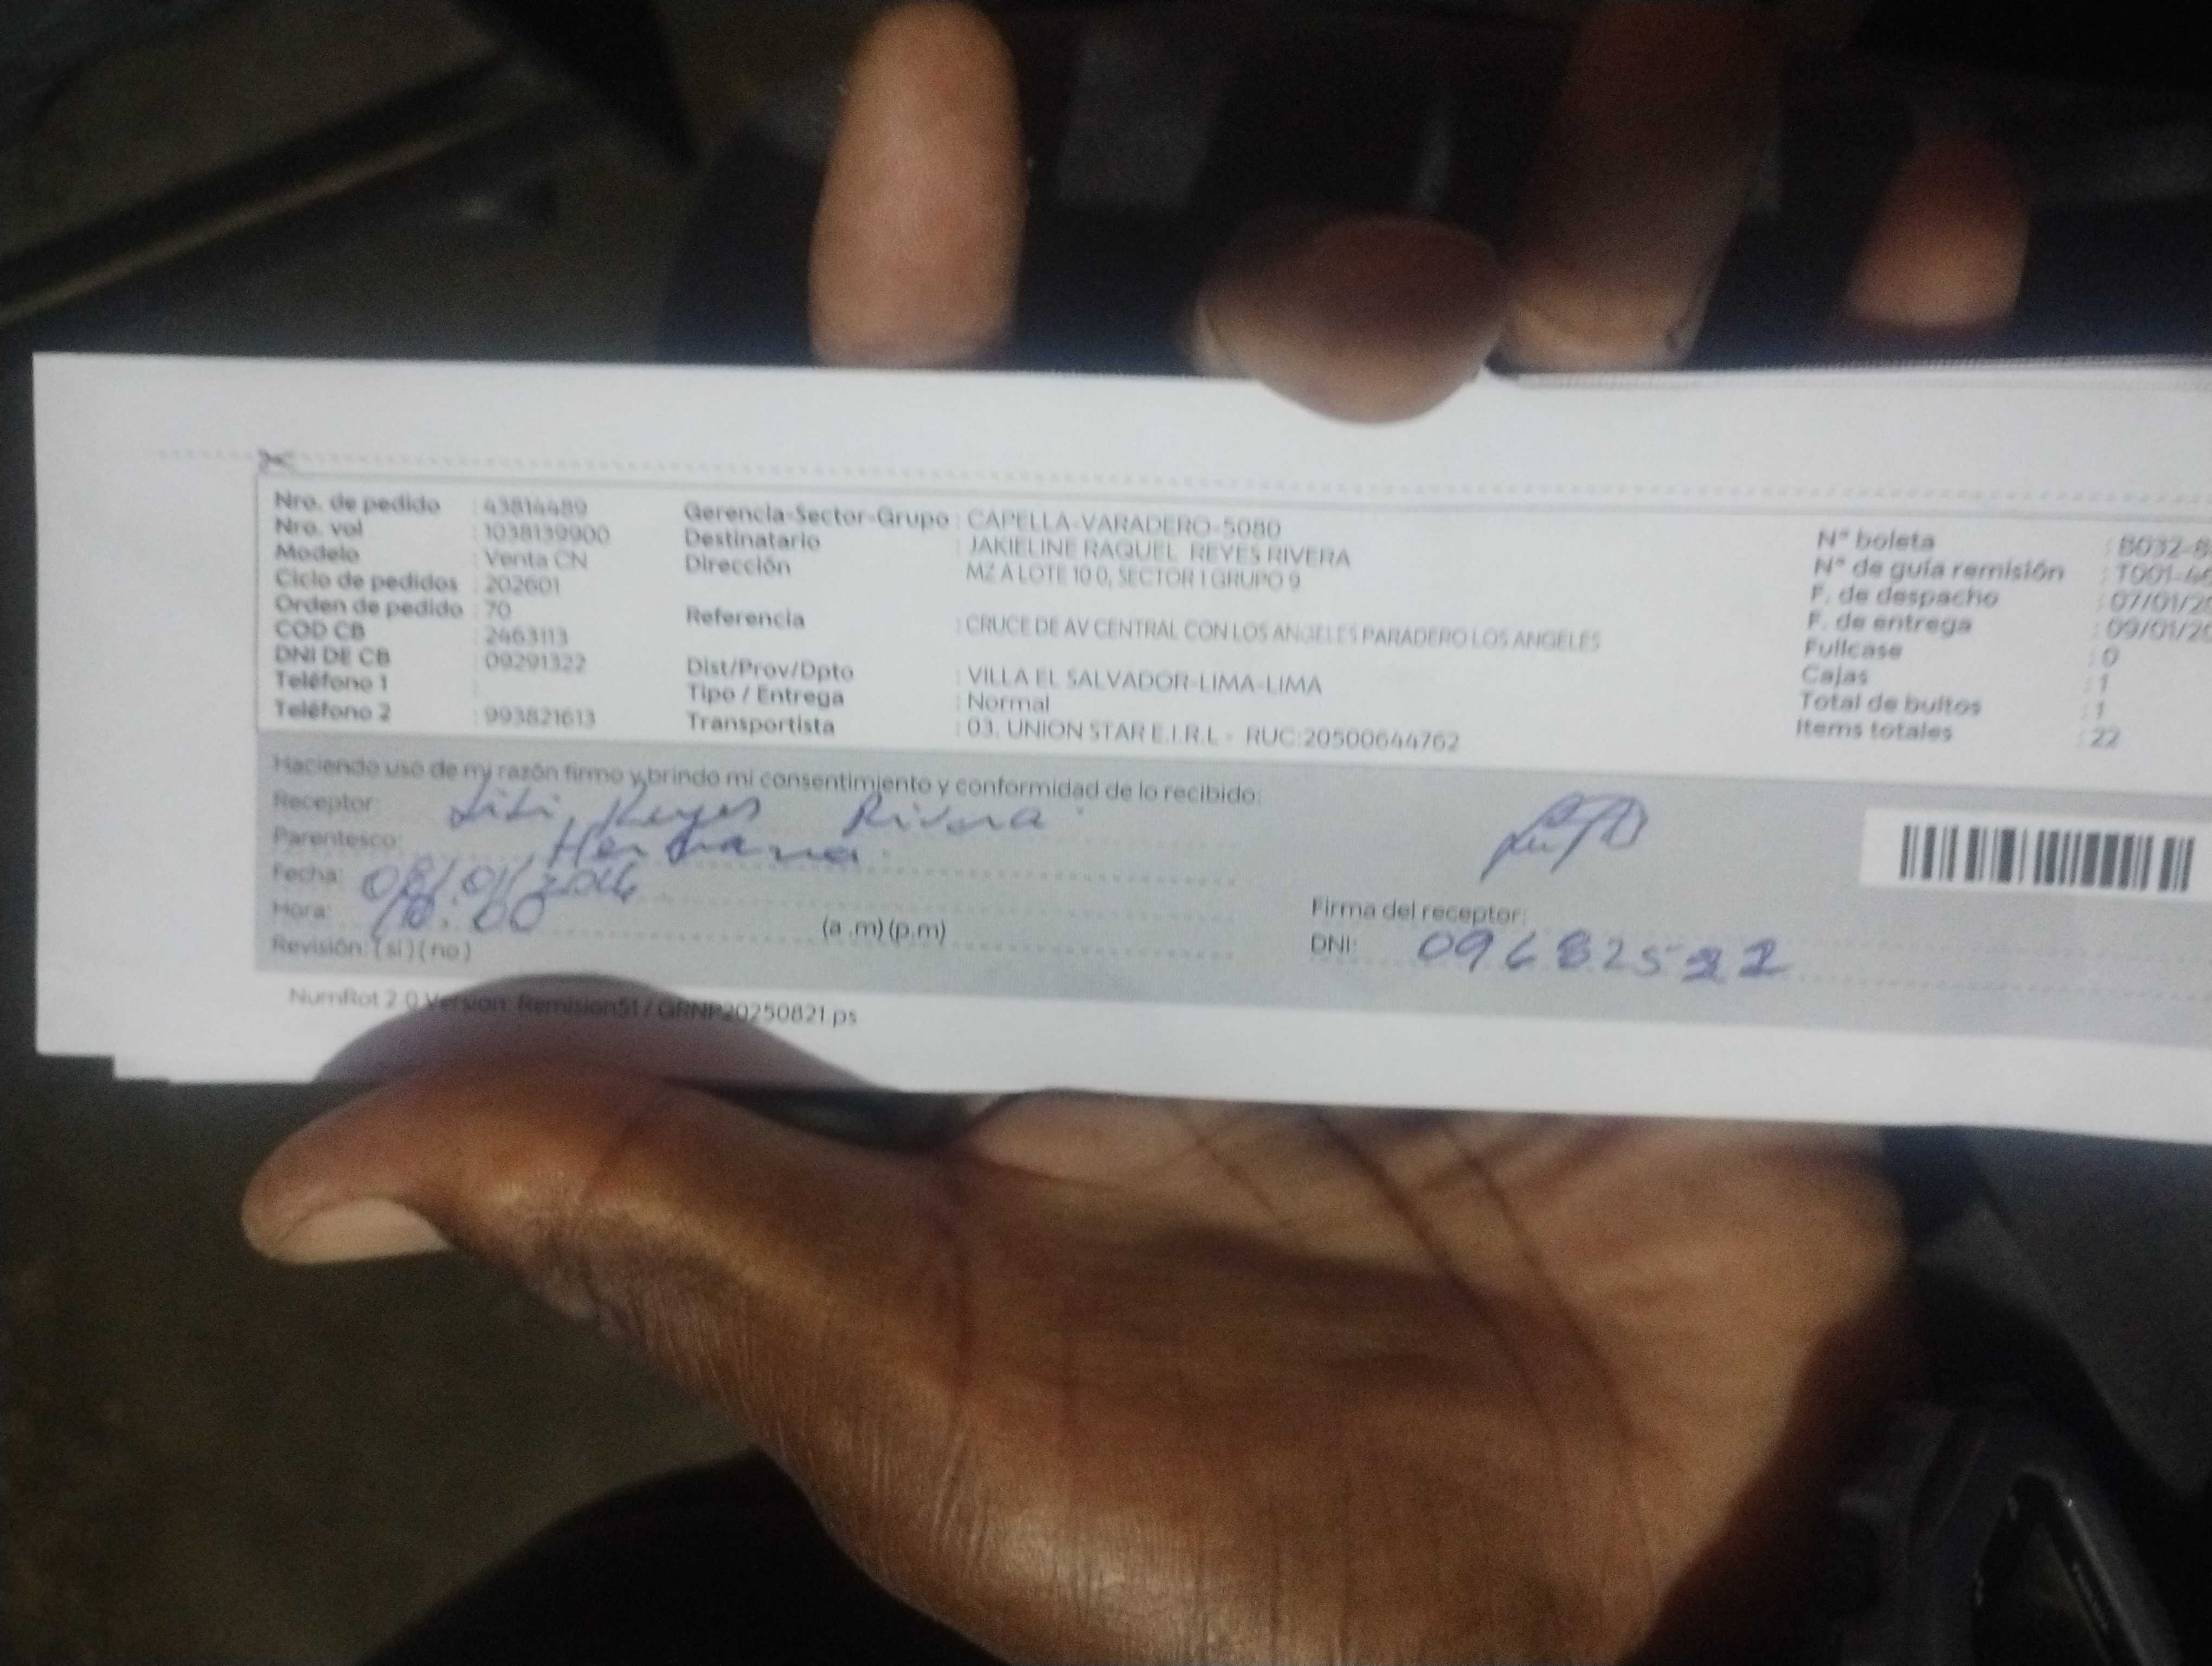 Nro. de pedido : 43814489
Nro. vol : 1038139900
Modelo : Venta CN
Ciclo de pedidos : 202601
Orden de pedido : 70
COD CB : 2463113
DNI DE CB : 09291322
Teléfono 1 :
Teléfono 2 : 993821613
Gerencia-Sector-Grupo : CAPELLA-VARADERO-5080
Destinatario : JAKIELINE RAQUEL REYES RIVERA
Dirección MZ A LOTE 10 0, SECTOR 1 GRUPO 9
Referencia : CRUCE DE AV CENTRAL CON LOS ANGELES PARADERO LOS ANGELES
Dist/Prov/Dpto : VILLA EL SALVADOR-LIMA-LIMA
Tipo / Entrega : Normal
Transportista : 03. UNION STAR E.I.R.L - RUC:20500644762
N° boleta : B032-8
N° de guía remisión : T001-
F. de despacho : 07/01/20
F. de entrega : 09/01/20
Fullcase : 0
Cajas : 1
Total de bultos : 1
Items totales : 22
Haciendo uso de mi razón firmo y brindo mi consentimiento y conformidad de lo recibido:
Receptor: Reyes Rivera
Parentesco: Hermana
Fecha: 08/01/2026
Hora: 10:00 (a .m) (p.m)
Revisión: (si) (no)
Firma del receptor:
DNI:
NumRot 2.0 Version: Remision51 / GRNP20250821 ps